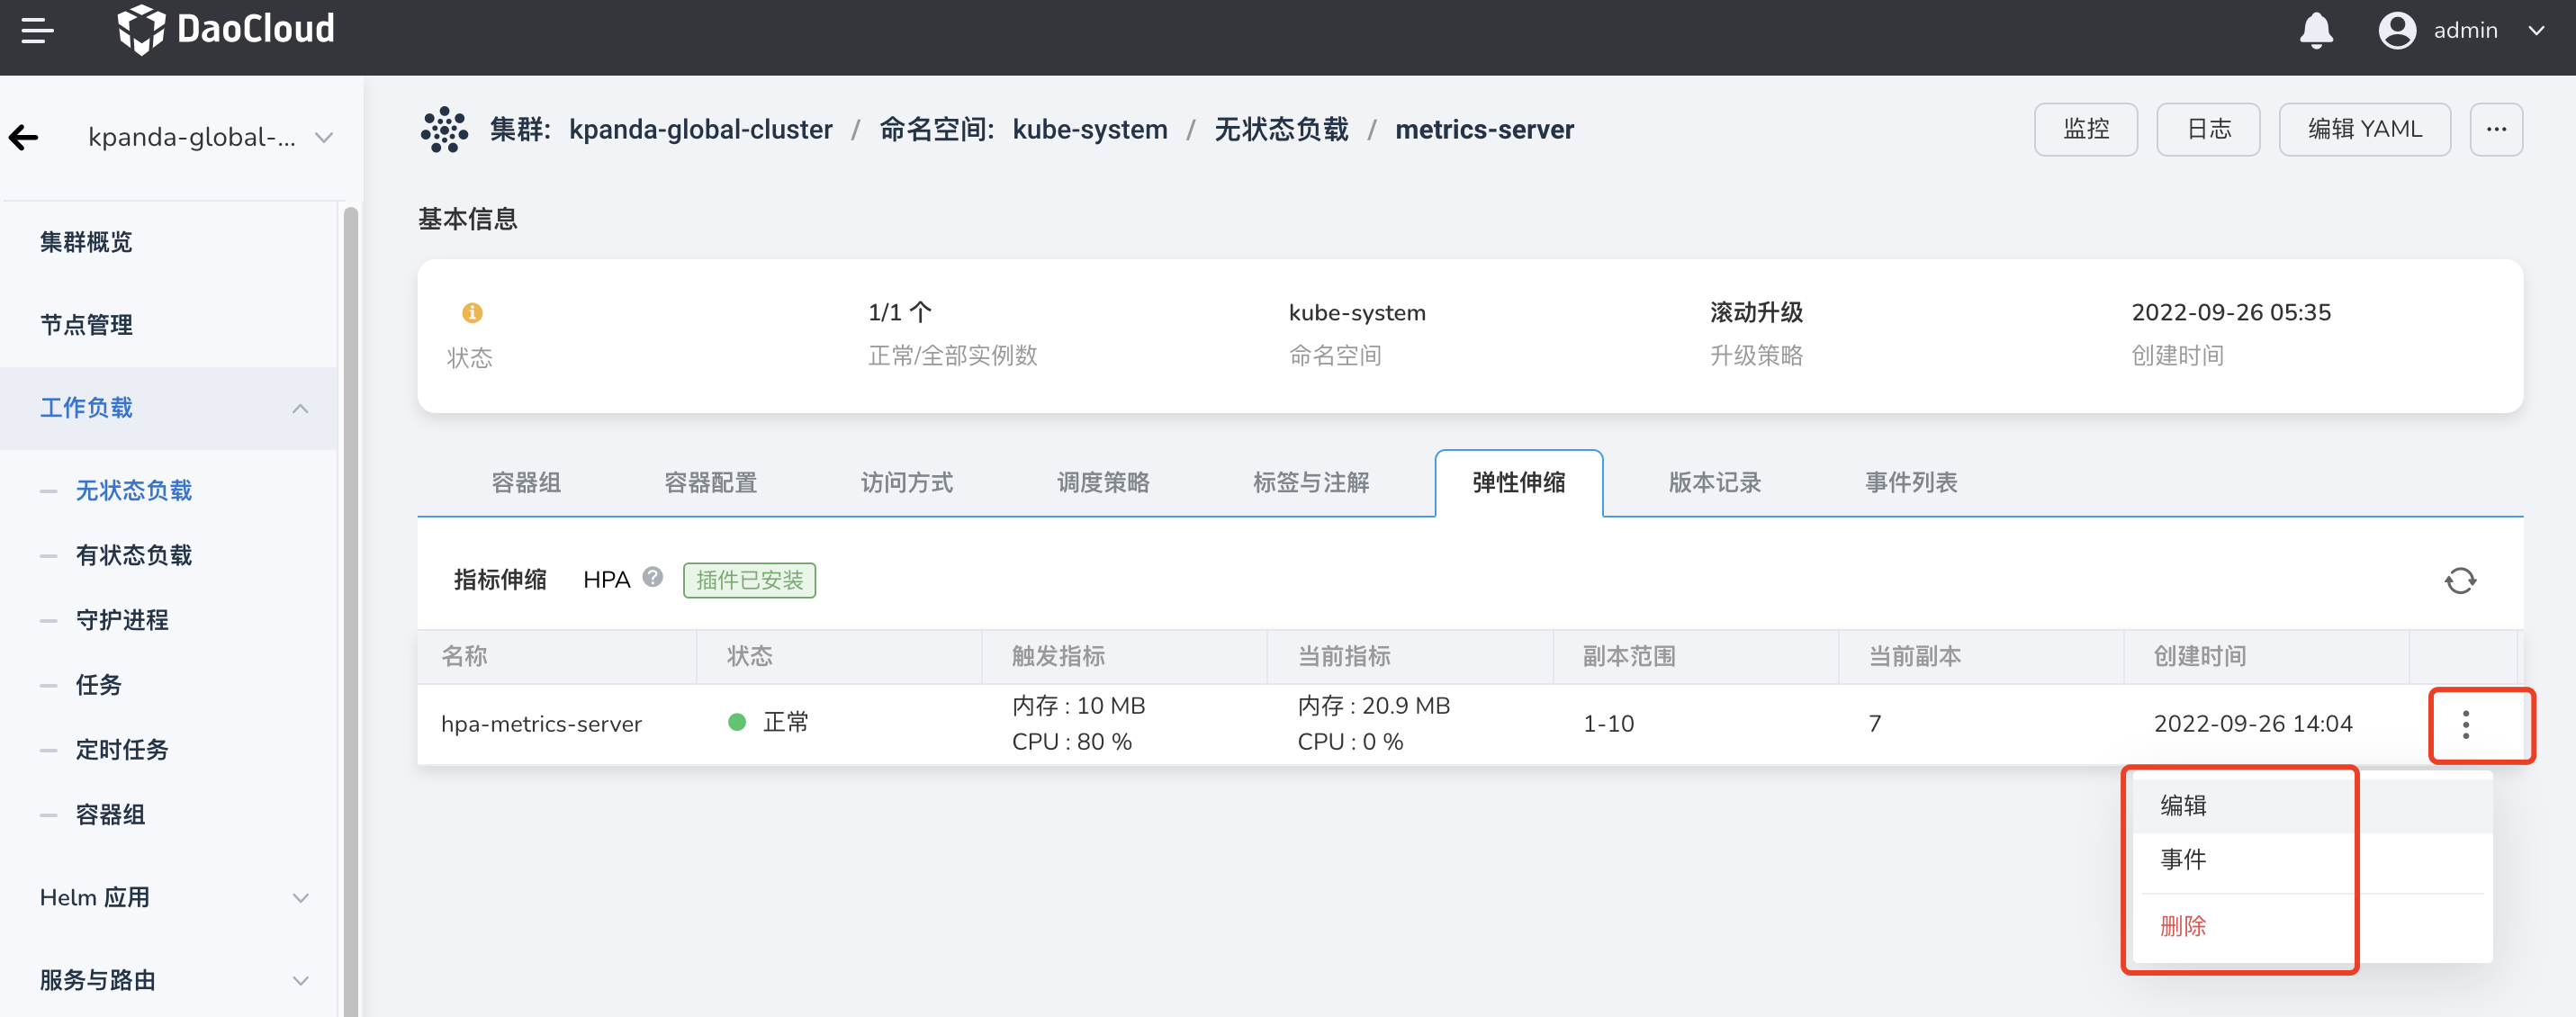 DaoCloud
admin
kpanda-global-...
集群: kpanda-global-cluster / 命名空间: kube-system / 无状态负载 / metrics-server
监控
日志
编辑 YAML
集群概览
节点管理
工作负载
无状态负载
有状态负载
守护进程
任务
定时任务
容器组
Helm 应用
服务与路由
基本信息
状态
1/1 个
正常/全部实例数
kube-system
命名空间
滚动升级
升级策略
2022-09-26 05:35
创建时间
容器组 容器配置 访问方式 调度策略 标签与注解 弹性伸缩 版本记录 事件列表
指标伸缩 HPA ? 插件已安装
名称 状态 触发指标 当前指标 副本范围 当前副本 创建时间
hpa-metrics-server
正常
内存 : 10 MB
CPU : 80 %
内存 : 20.9 MB
CPU : 0 %
1-10
7
2022-09-26 14:04
编辑
事件
删除